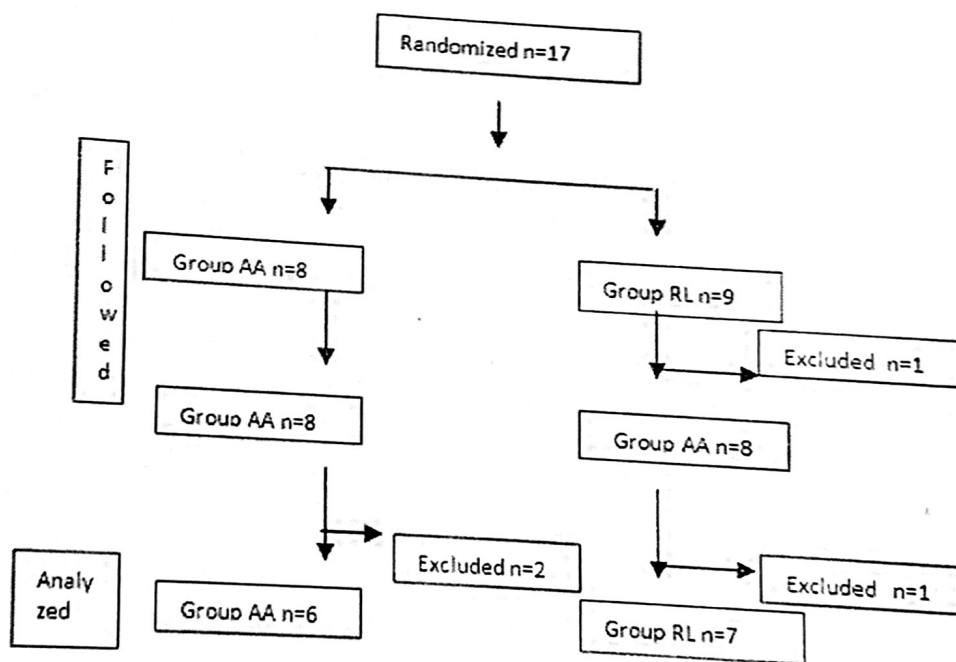 Randomized n=17
Followed
Group AA n=8
Group RL n=9
Excluded n=1
Group AA n=8
Group AA n=8
Excluded n=2
Excluded n=1
Analy
zed
Group AA n=6
Group RL n=7